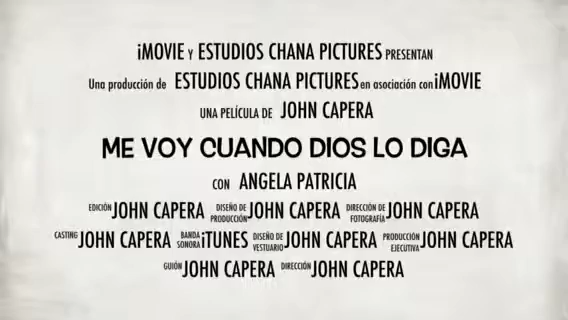 iMOVIE Y ESTUDIOS CHANA PICTURES PRESENTAN
Una producción de ESTUDIOS CHANA PICTURES en asociación con iMOVIE
UNA PELÍCULA DE JOHN CAPERA
ME VOY CUANDO DIOS LO DIGA
CON ANGELA PATRICIA
EDICIÓN JOHN CAPERA DISEÑO DE PRODUCCIÓN JOHN CAPERA DIRECCIÓN DE FOTOGRAFÍA JOHN CAPERA
CASTING JOHN CAPERA BANDA SONORA iTUNES DISEÑO DE VESTUARIO JOHN CAPERA PRODUCCIÓN EJECUTIVA JOHN CAPERA
GUIÓN JOHN CAPERA DIRECCIÓN JOHN CAPERA